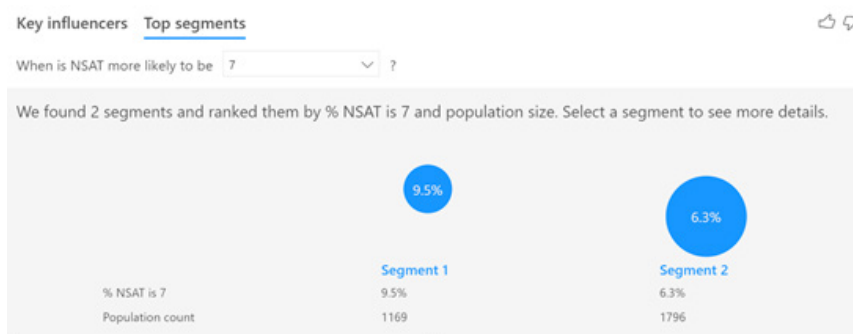 Key influencers Top segments
When is NSAT more likely to be 7 ?
We found 2 segments and ranked them by % NSAT is 7 and population size. Select a segment to see more details.
9.5%
6.3%
Segment 1 Segment 2
% NSAT is 7 9.5% 6.3%
Population count 1169 1796